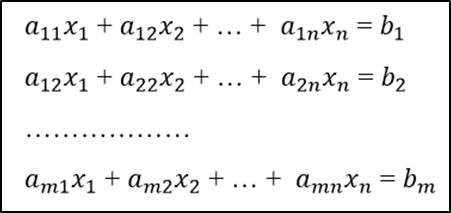 a₁₁x₁ + a₁₂x₂ + … + a₁ₙxₙ = b₁
a₁₂x₁ + a₂₂x₂ + … + a₂ₙxₙ = b₂
………………
aₘ₁x₁ + aₘ₂x₂ + … + aₘₙxₙ = bₘ